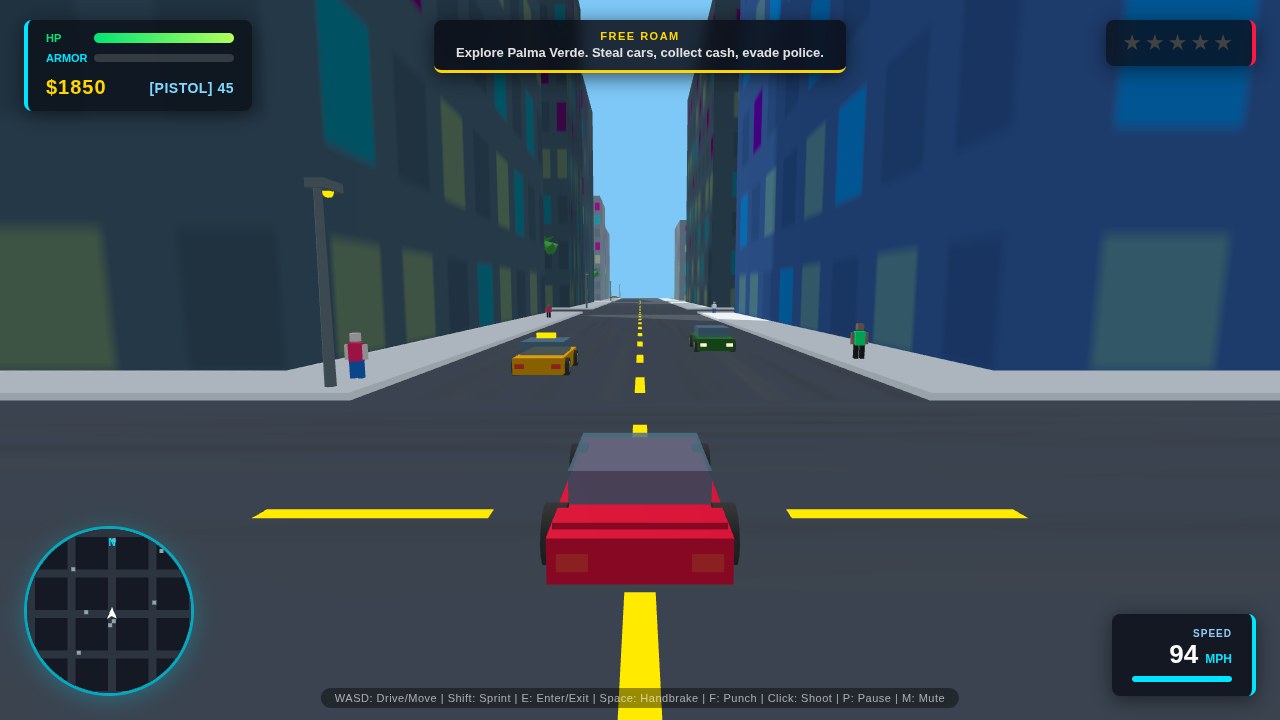 HP
ARMOR
$1850 [PISTOL] 45
FREE ROAM
Explore Palma Verde. Steal cars, collect cash, evade police.
★★★★★
N
SPEED
94 MPH
WASD: Drive/Move | Shift: Sprint | E: Enter/Exit | Space: Handbrake | F: Punch | Click: Shoot | P: Pause | M: Mute